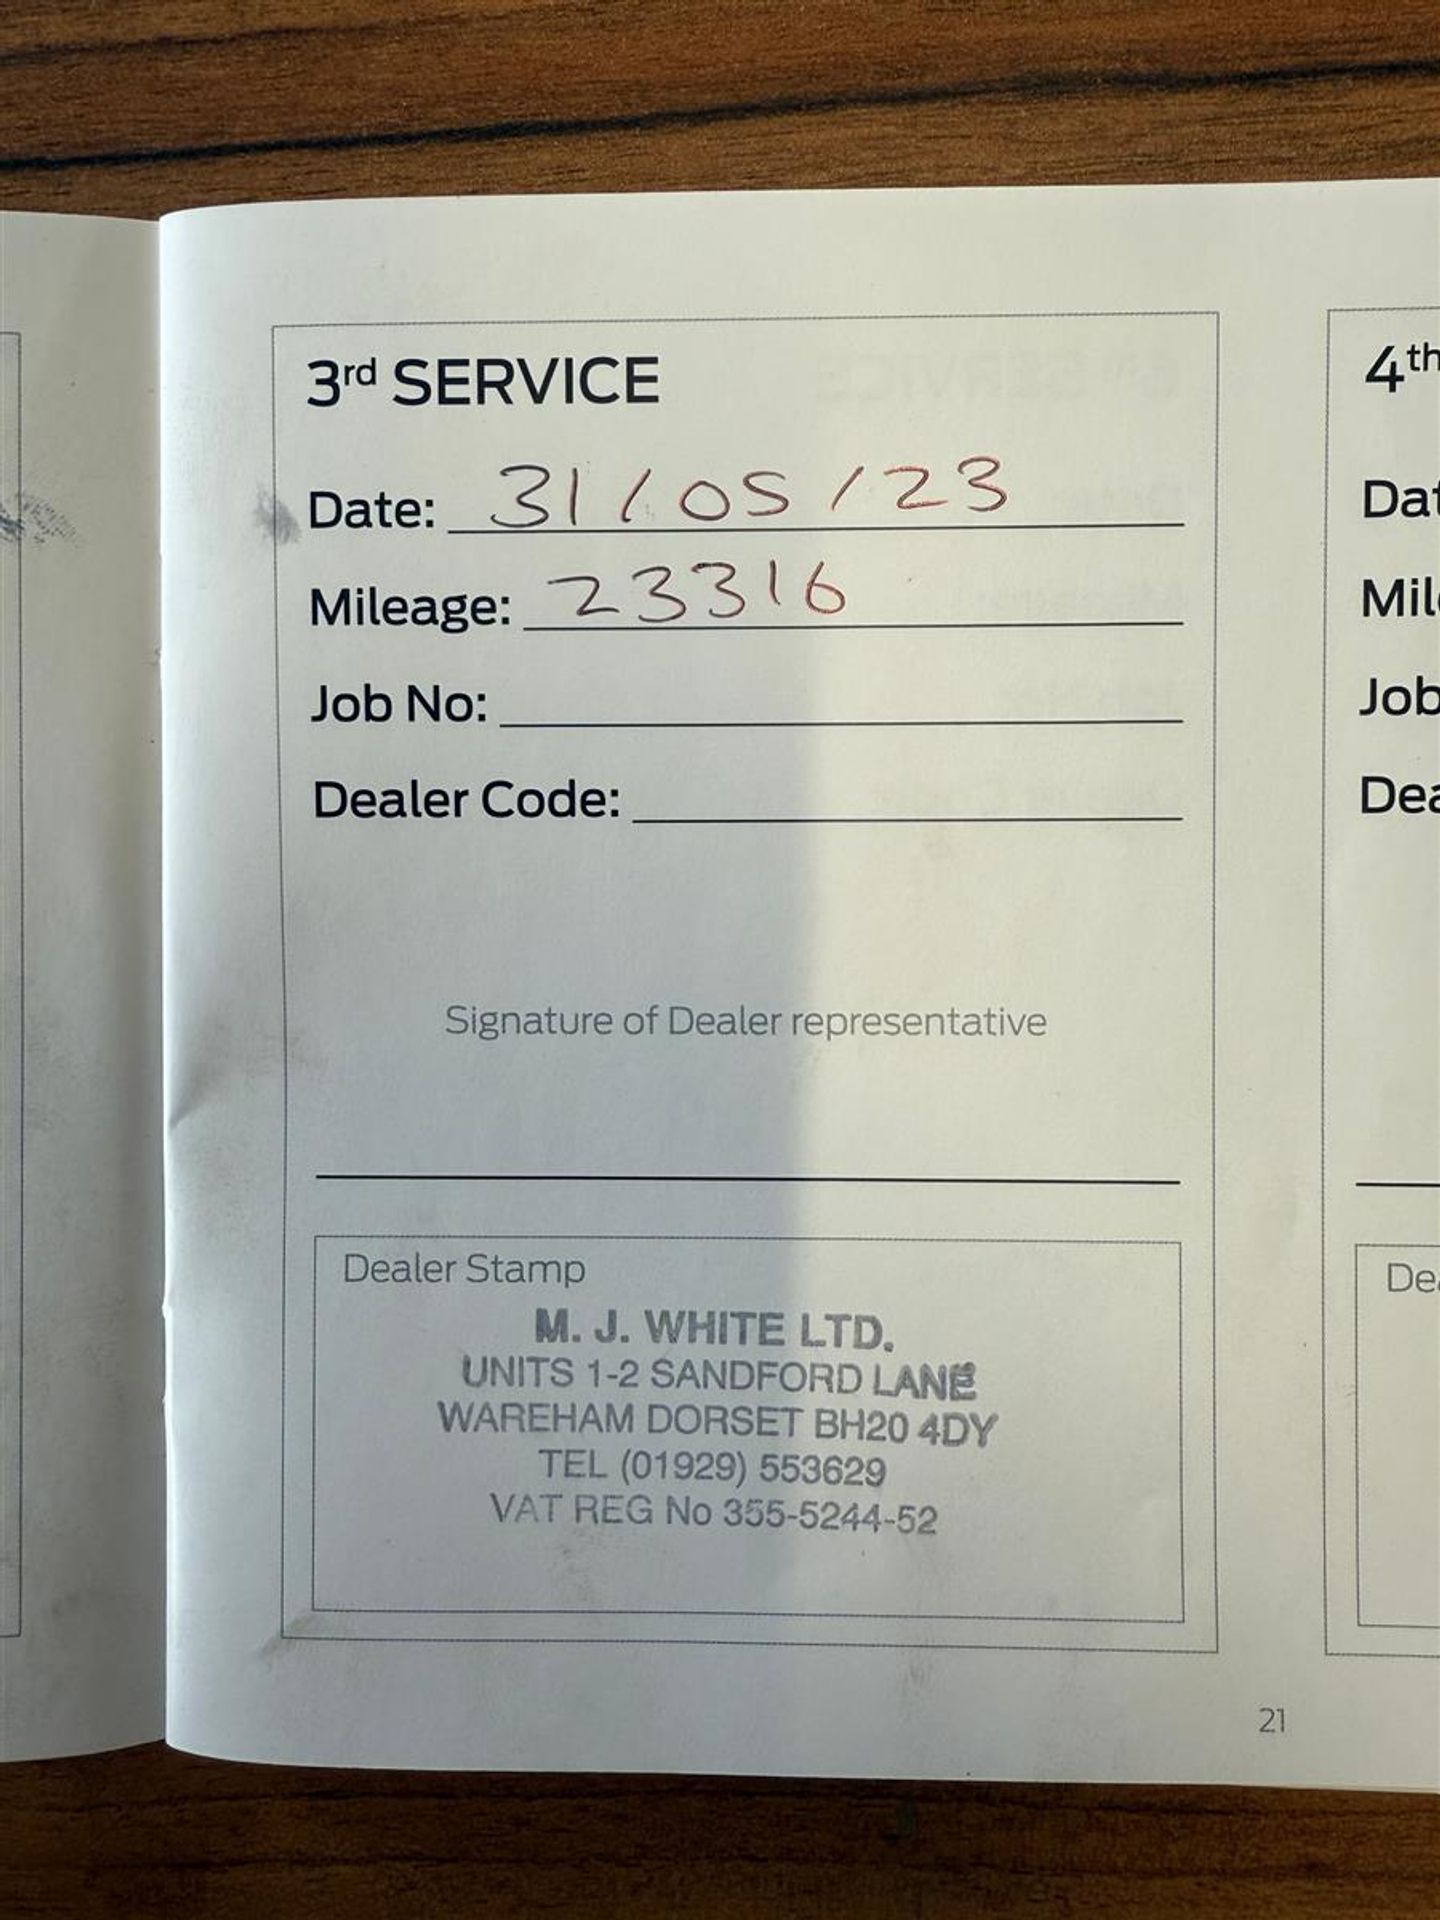 3rd SERVICE
Date: 31/05/23
Mileage: 23316
Job No:
Dealer Code:
Signature of Dealer representative
Dealer Stamp
M. J. WHITE LTD.
UNITS 1-2 SANDFORD LANE
WAREHAM DORSET BH20 4DY
TEL (01929) 553629
VAT REG No 355-5244-52
4th
Dat
Mil
Job
Dea
Dea
21